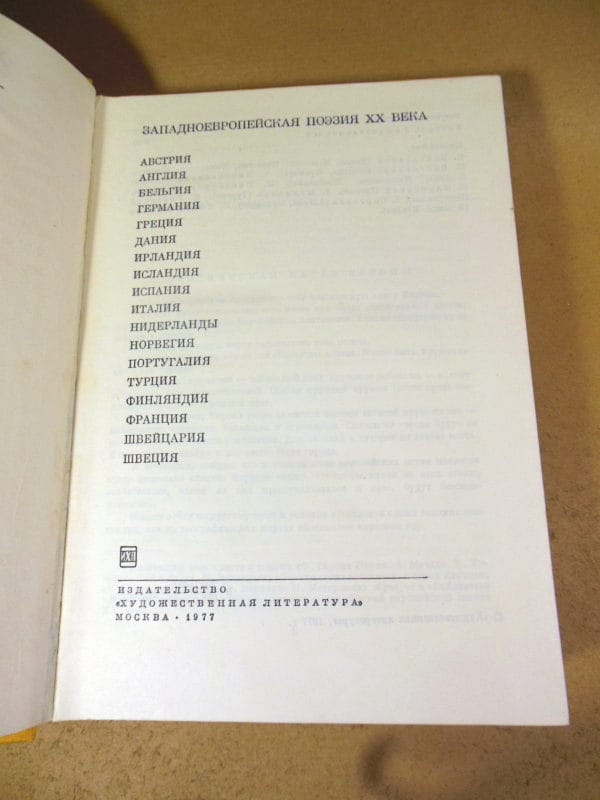 ЗАПАДНОЕВРОПЕЙСКАЯ ПОЭЗИЯ XX ВЕКА
АВСТРИЯ
АНГЛИЯ
БЕЛЬГИЯ
ГЕРМАНИЯ
ГРЕЦИЯ
ДАНИЯ
ИРЛАНДИЯ
ИСЛАНДИЯ
ИСПАНИЯ
ИТАЛИЯ
НИДЕРЛАНДЫ
НОРВЕГИЯ
ПОРТУГАЛИЯ
ТУРЦИЯ
ФИНЛЯНДИЯ
ФРАНЦИЯ
ШВЕЙЦАРИЯ
ШВЕЦИЯ
ИЗДАТЕЛЬСТВО
«ХУДОЖЕСТВЕННАЯ ЛИТЕРАТУРА»
МОСКВА · 1977